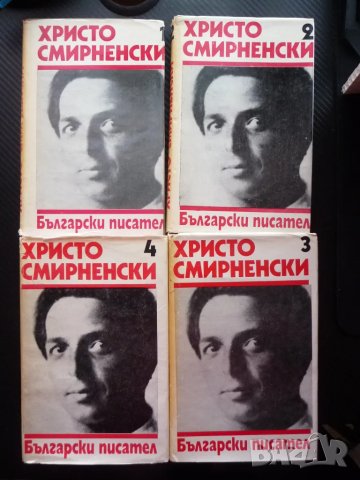 ХРИСТО 1
СМИРНЕНСКИ
Български писател
ХРИСТО 2
СМИРНЕНСКИ
Български писател
ХРИСТО 4
СМИРНЕНСКИ
Български писател
ХРИСТО 3
СМИРНЕНСКИ
Български писател
BAZAR